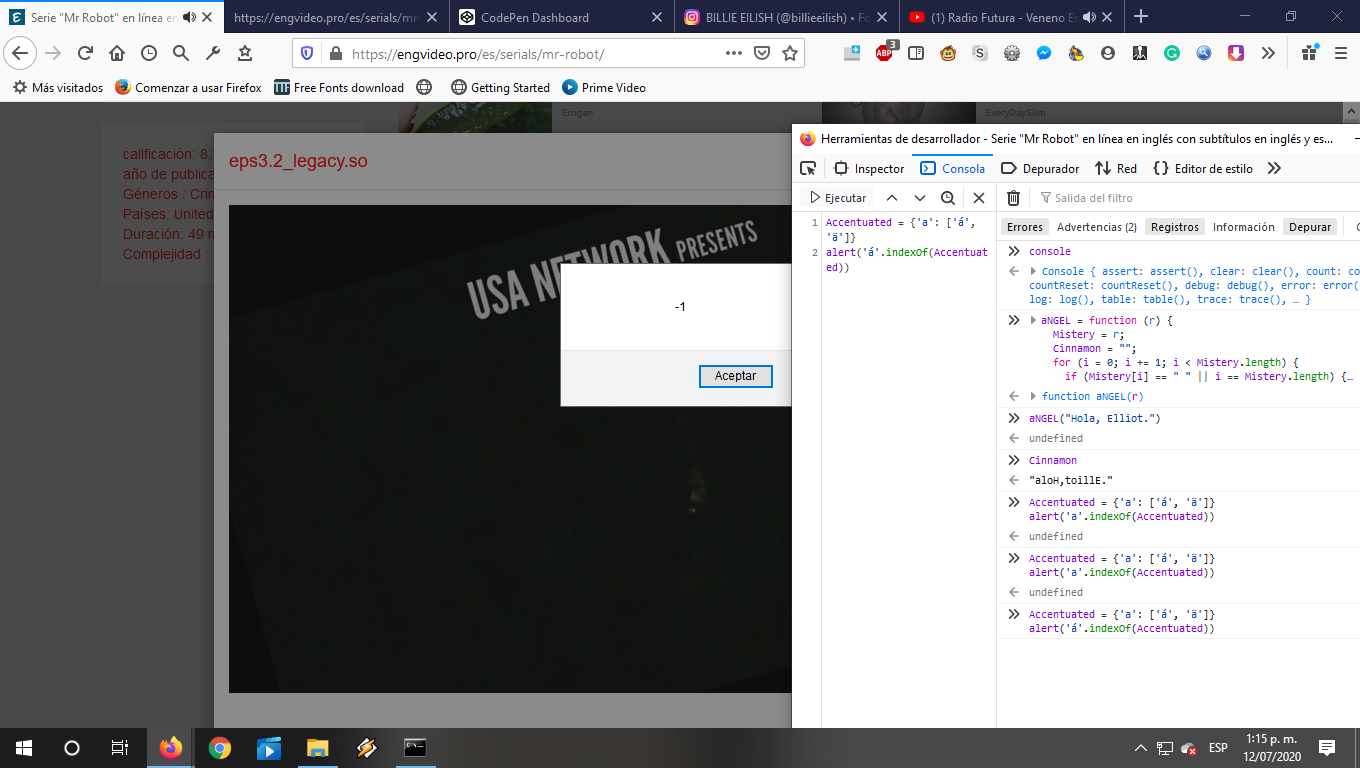 Serie "Mr Robot" en línea en
https://engvideo.pro/es/serials/mr-
CodePen Dashboard
BILLIE EILISH (@billieeilish) • Fo
(1) Radio Futura - Veneno En
https://engvideo.pro/es/serials/mr-robot/
ABP
3
S
G
Más visitados
Comenzar a usar Firefox
Free Fonts download
Getting Started
Prime Video
Erogan
EveryDaySlim
calificación: 8,
año de publica
Géneros : Crim
Países: United
Duración: 49 m
Complejidad :
eps3.2_legacy.so
USA NETWORK PRESENTS
-1
Aceptar
Herramientas de desarrollador - Serie "Mr Robot" en línea en inglés con subtítulos en inglés y es...
Inspector
Consola
Depurador
Red
Editor de estilo
Ejecutar
Salida del filtro
1 Accentuated = {'a': ['á',
'ä']}
2 alert('á'.indexOf(Accentuat
ed))
Errores
Advertencias (2)
Registros
Información
Depurar
console
Console { assert: assert(), clear: clear(), count: co
countReset: countReset(), debug: debug(), error: error(
log: log(), table: table(), trace: trace(), … }
aNGEL = function (r) {
Mistery = r;
Cinnamon = "";
for (i = 0; i += 1; i < Mistery.length) {
if (Mistery[i] == " " || i == Mistery.length) {…
function aNGEL(r)
aNGEL("Hola, Elliot.")
undefined
Cinnamon
"aloH,toillE."
Accentuated = {'a': ['á', 'ä']}
alert('a'.indexOf(Accentuated))
undefined
Accentuated = {'a': ['á', 'ä']}
alert('a'.indexOf(Accentuated))
undefined
Accentuated = {'a': ['á', 'ä']}
alert('á'.indexOf(Accentuated))
ESP
1:15 p. m.
12/07/2020